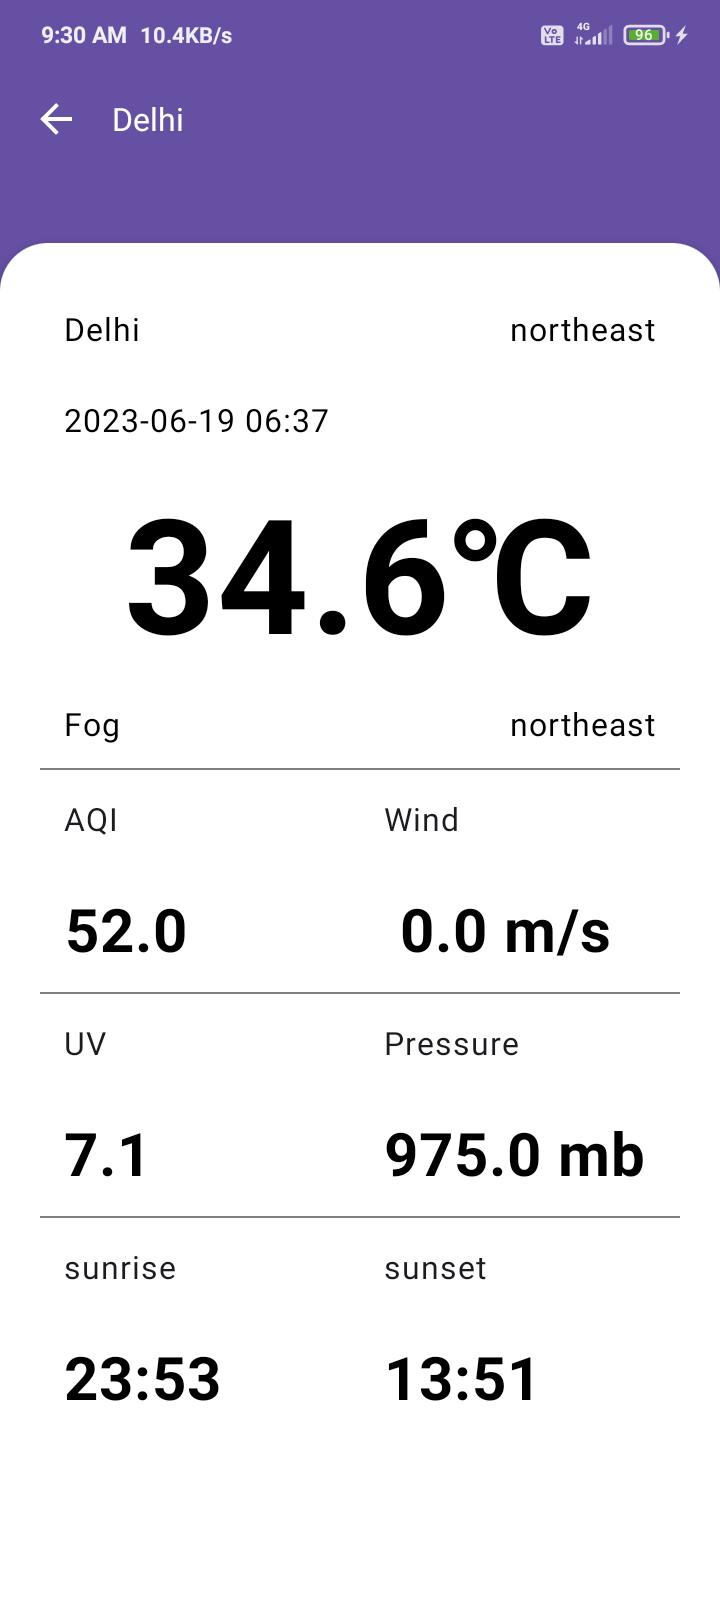 9:30 AM 10.4KB/s Vo LTE 4G 96
Delhi
Delhi northeast
2023-06-19 06:37
34.6°C
Fog northeast
AQI Wind
52.0 0.0 m/s
UV Pressure
7.1 975.0 mb
sunrise sunset
23:53 13:51